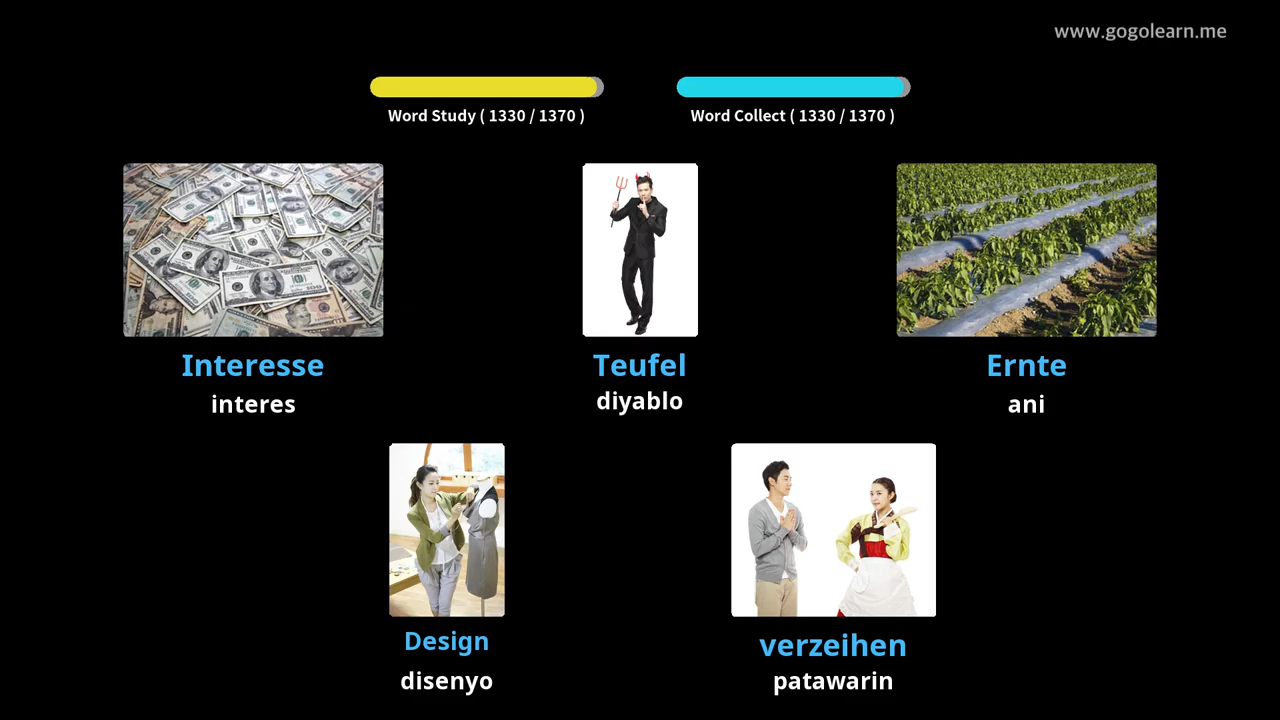 www.gogolearn.me
Word Study ( 1330 / 1370 )
Word Collect ( 1330 / 1370 )
Interesse
interes
Teufel
diyablo
Ernte
ani
Design
disenyo
verzeihen
patawarin